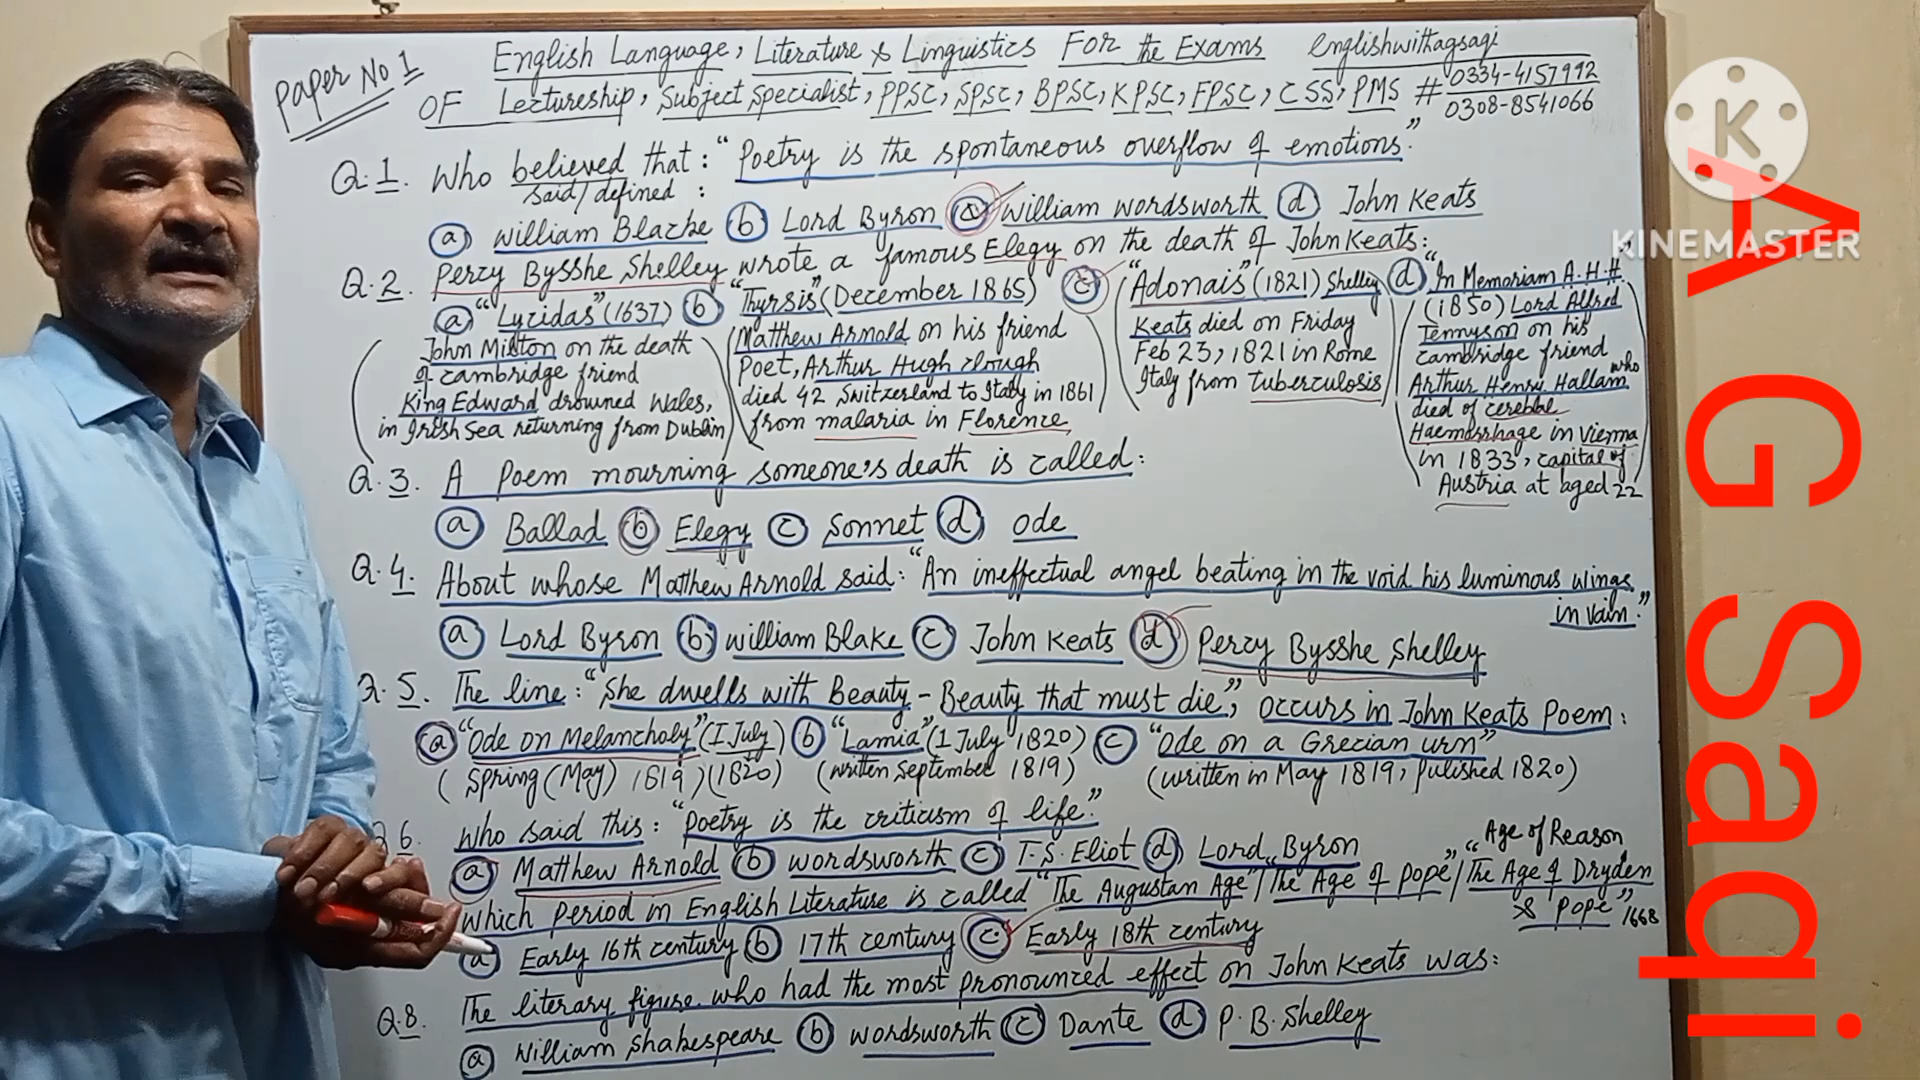 Paper No 1
English Language, Literature & Linguistics For the Exams englishwithagsaqi
OF Lectureship, Subject Specialist, PPSC, SPSC, BPSC, KPSC, FPSC, CSS, PMS # 0334-4157992
0308-8541066
Q.1. Who believed that: "Poetry is the spontaneous overflow of emotions."
said/defined :
a William Blacke b Lord Byron c William wordsworth d John Keats
Q.2. Percy Bysshe Shelley wrote a famous Elegy on the death of John Keats:
a "Lycidas" (1637) b "Thyrsis" (December 1865) c "Adonais" (1821) Shelley d "In Memoriam A.H.H."
(John Milton on the death
of cambridge friend
King Edward drowned Wales,
in Irish Sea returning from Dublin)
(Matthew Arnold on his friend
Poet, Arthur Hugh clough
died 42 Switzerland to Italy in 1861
from malaria in Florence)
(Keats died on Friday
Feb 23, 1821 in Rome
Italy from tuberculosis)
(1850) Lord Alfred
Tennyson on his
cambridge friend who
Arthur Henry Hallam
died of cerebral
Haemorrhage in Vienna
in 1833, capital of
Austria at aged 22
Q.3. A Poem mourning someone's death is called:
a Ballad b Elegy c Sonnet d Ode
Q.4. About whose Matthew Arnold said: "An ineffectual angel beating in the void his luminous wings
in vain."
a Lord Byron b William Blake c John Keats d Percy Bysshe Shelley
Q.5. The line: "She dwells with Beauty - Beauty that must die," occurs in John Keats Poem:
a "Ode on Melancholy" (I July) b "Lamia" (1 July 1820) c "Ode on a Grecian urn"
(Spring (May) 1819) (1820) (written September 1819) (written in May 1819, pulished 1820)
Q6. Who said this: "Poetry is the criticism of life."
a Matthew Arnold b wordsworth c T.S. Eliot d Lord Byron
which period in English Literature is called "The Augustan Age"/"The Age of Pope"/"The Age of Dryden
& Pope" 1668
Age of Reason
a Early 16th century b 17th century c Early 18th century
Q.8. The literary figure who had the most pronounced effect on John Keats was:
a William Shakespeare b wordsworth c Dante d P.B. Shelley
K
KINEMASTER
A G Saqi